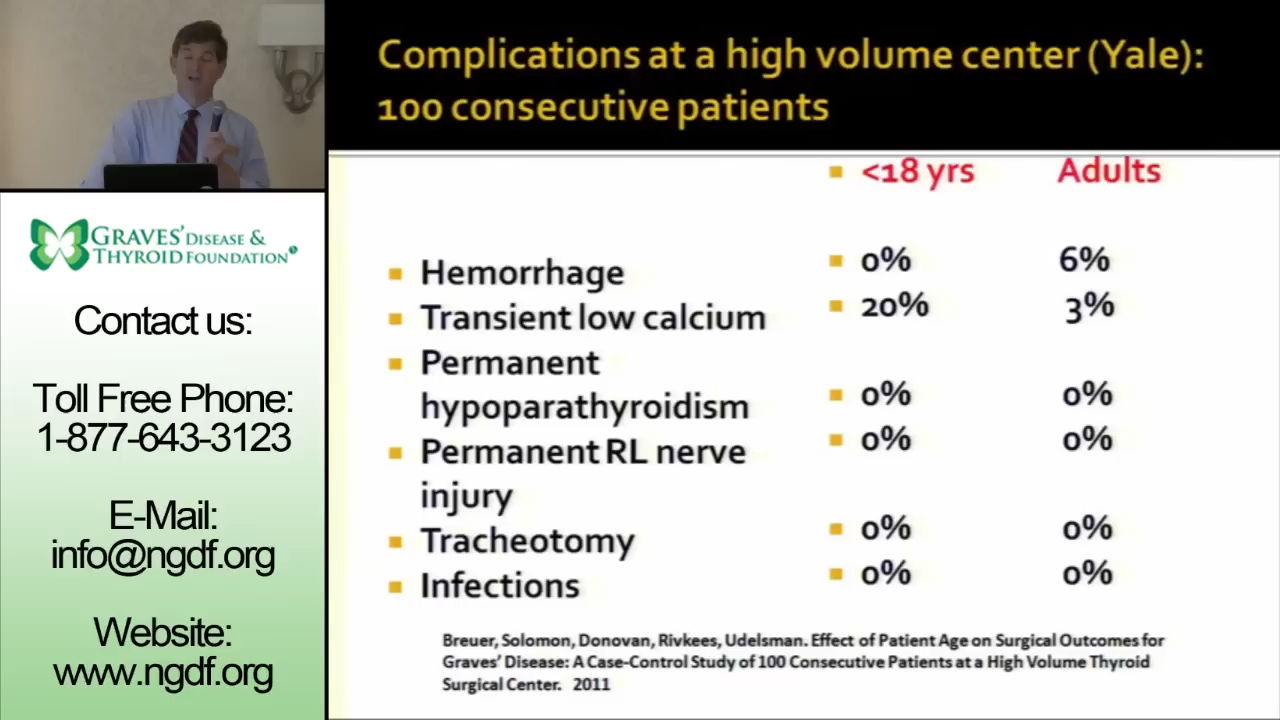 Complications at a high volume center (Yale):
100 consecutive patients
<18 yrs Adults
Hemorrhage 0% 6%
Transient low calcium 20% 3%
Permanent
hypoparathyroidism 0% 0%
Permanent RL nerve 0% 0%
injury
Tracheotomy 0% 0%
Infections 0% 0%
Breuer, Solomon, Donovan, Rivkees, Udelsman. Effect of Patient Age on Surgical Outcomes for
Graves' Disease: A Case-Control Study of 100 Consecutive Patients at a High Volume Thyroid
Surgical Center. 2011
GRAVES' DISEASE &
THYROID FOUNDATION
Contact us:
Toll Free Phone:
1-877-643-3123
E-Mail:
info@ngdf.org
Website:
www.ngdf.org